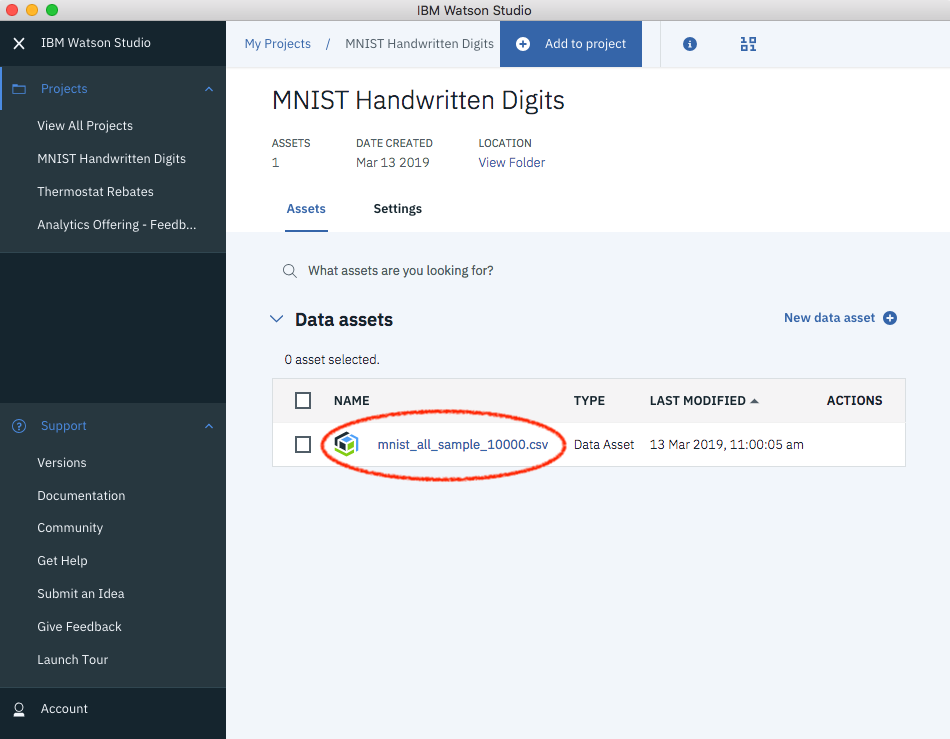 IBM Watson Studio
IBM Watson Studio
Projects
View All Projects
MNIST Handwritten Digits
Thermostat Rebates
Analytics Offering - Feedb...
Support
Versions
Documentation
Community
Get Help
Submit an Idea
Give Feedback
Launch Tour
Account
My Projects / MNIST Handwritten Digits Add to project
MNIST Handwritten Digits
ASSETS DATE CREATED LOCATION
1 Mar 13 2019 View Folder
Assets Settings
What assets are you looking for?
Data assets New data asset
0 asset selected.
NAME TYPE LAST MODIFIED ACTIONS
mnist_all_sample_10000.csv Data Asset 13 Mar 2019, 11:00:05 am